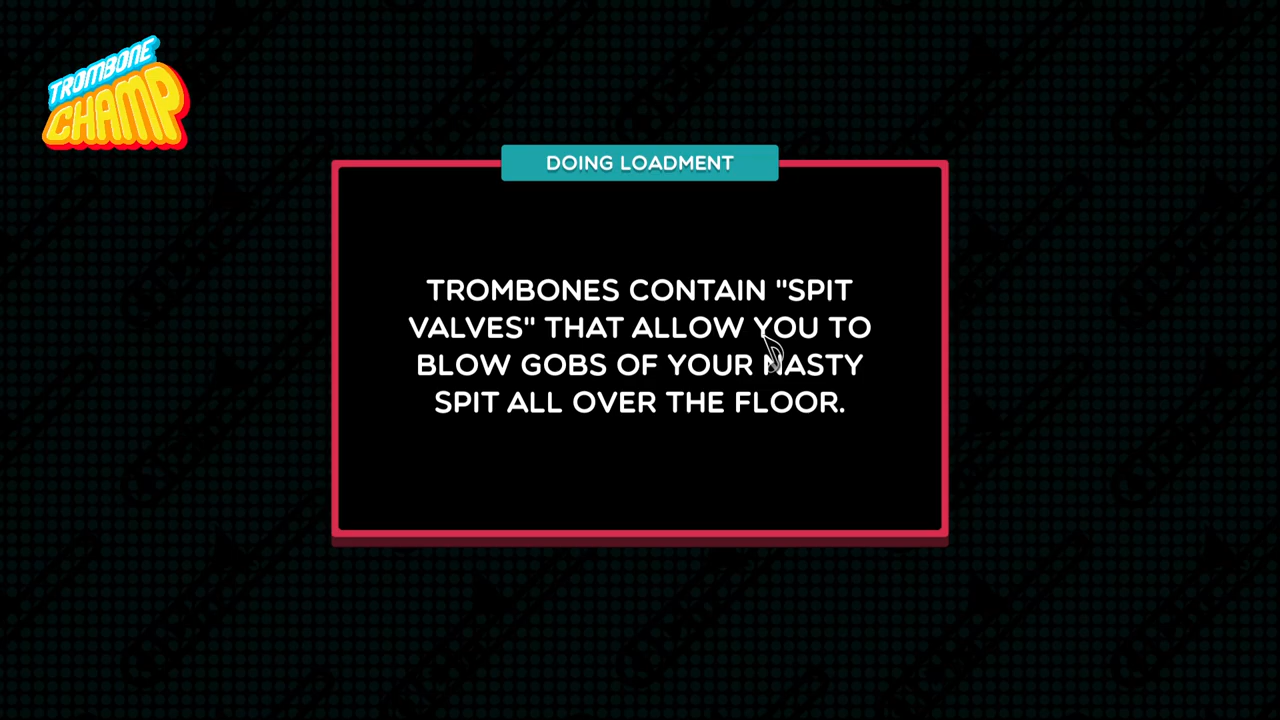 TROMBONE
CHAMP
DOING LOADMENT
TROMBONES CONTAIN "SPIT
VALVES" THAT ALLOW YOU TO
BLOW GOBS OF YOUR NASTY
SPIT ALL OVER THE FLOOR.